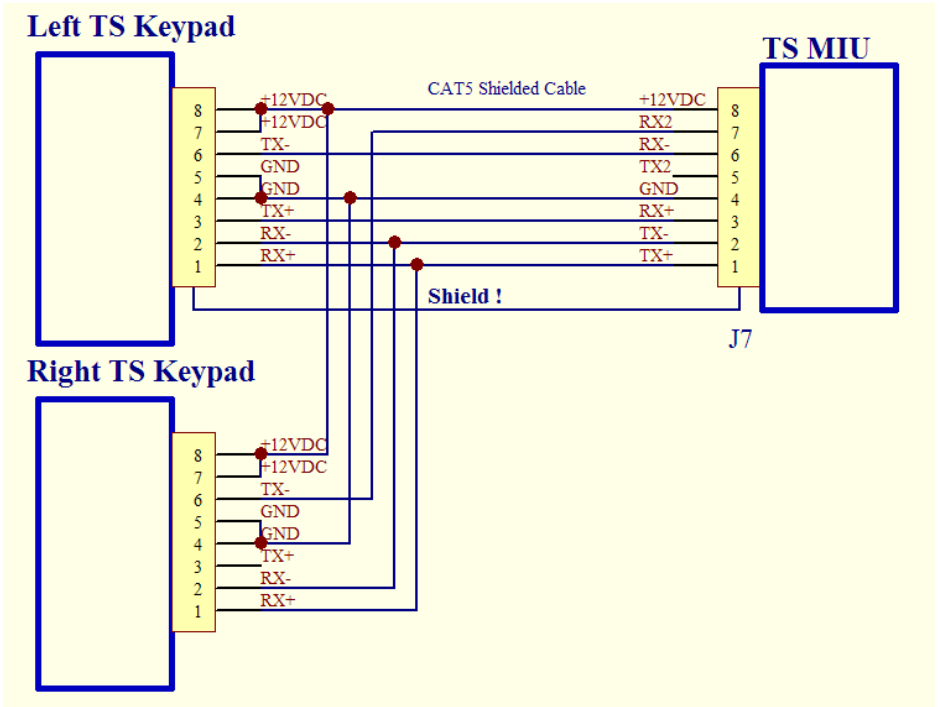 Left TS Keypad
TS MIU
CAT5 Shielded Cable
8 +12VDC +12VDC 8
7 +12VDC RX2 7
6 TX- RX- 6
5 GND TX2 5
4 GND GND 4
3 TX+ RX+ 3
2 RX- TX- 2
1 RX+ TX+ 1
Shield !
J7
Right TS Keypad
8 +12VDC
7 +12VDC
6 TX-
5 GND
4 GND
3 TX+
2 RX-
1 RX+